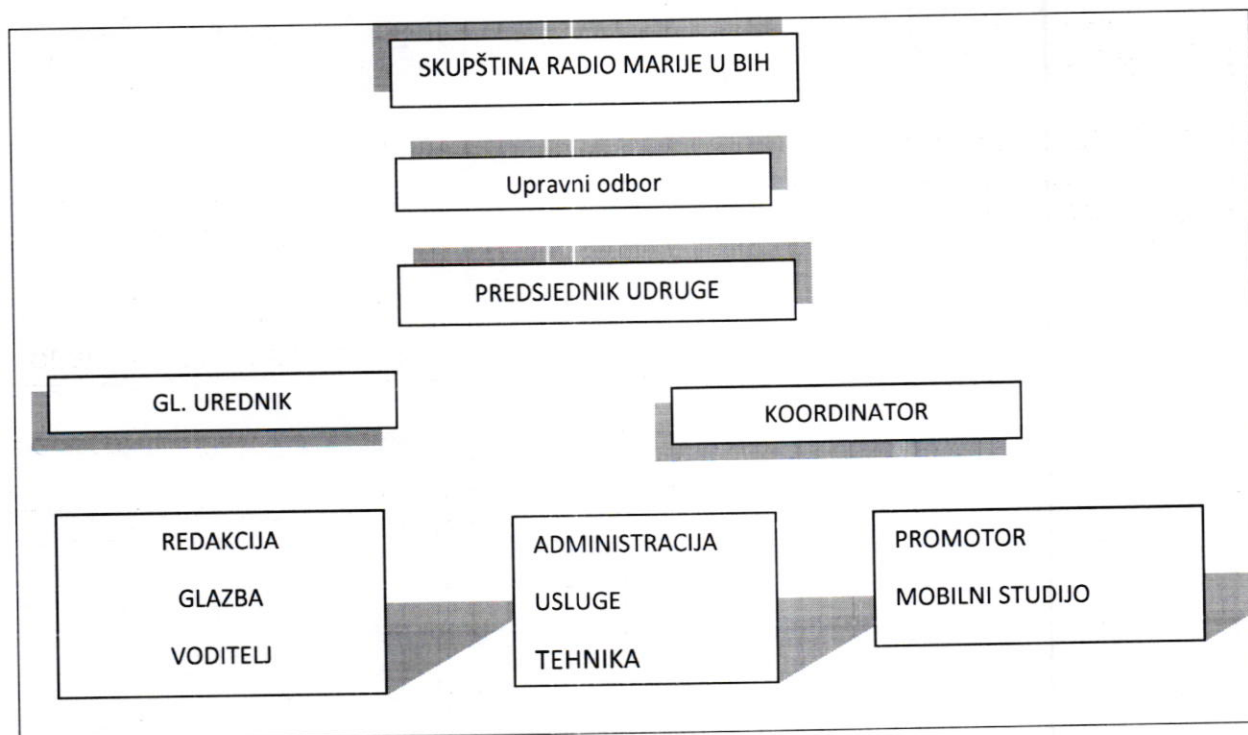 SKUPŠTINA RADIO MARIJE U BIH
Upravni odbor
PREDSJEDNIK UDRUGE
GL. UREDNIK
KOORDINATOR
REDAKCIJA
GLAZBA
VODITELJ
ADMINISTRACIJA
USLUGE
TEHNIKA
PROMOTOR
MOBILNI STUDIJO